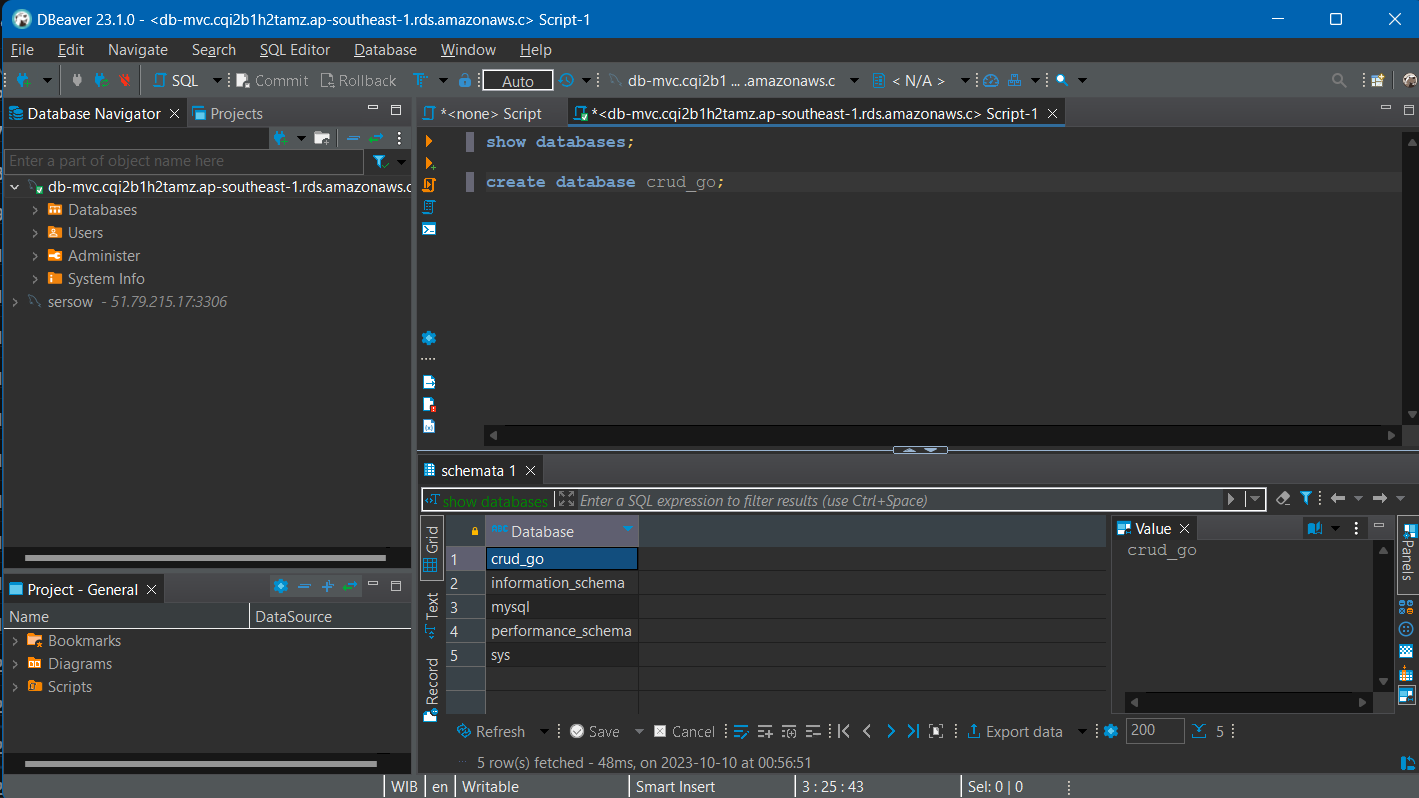 DBeaver 23.1.0 - <db-mvc.cqi2b1h2tamz.ap-southeast-1.rds.amazonaws.c> Script-1
File Edit Navigate Search SQL Editor Database Window Help
SQL Commit Rollback Auto db-mvc.cqi2b1 ... .amazonaws.c < N/A >
Database Navigator Projects
*<none> Script *<db-mvc.cqi2b1h2tamz.ap-southeast-1.rds.amazonaws.c> Script-1
Enter a part of object name here
db-mvc.cqi2b1h2tamz.ap-southeast-1.rds.amazonaws.c
Databases
Users
Administer
System Info
sersow - 51.79.215.17:3306
show databases;
create database crud_go;
Project - General
Name DataSource
Bookmarks
Diagrams
Scripts
schemata 1
show databases Enter a SQL expression to filter results (use Ctrl+Space)
Grid
Text
Record
Database
1 crud_go
2 information_schema
3 mysql
4 performance_schema
5 sys
Value
crud_go
Panels
Refresh Save Cancel Export data 200 5
5 row(s) fetched - 48ms, on 2023-10-10 at 00:56:51
WIB en Writable Smart Insert 3 : 25 : 43 Sel: 0 | 0